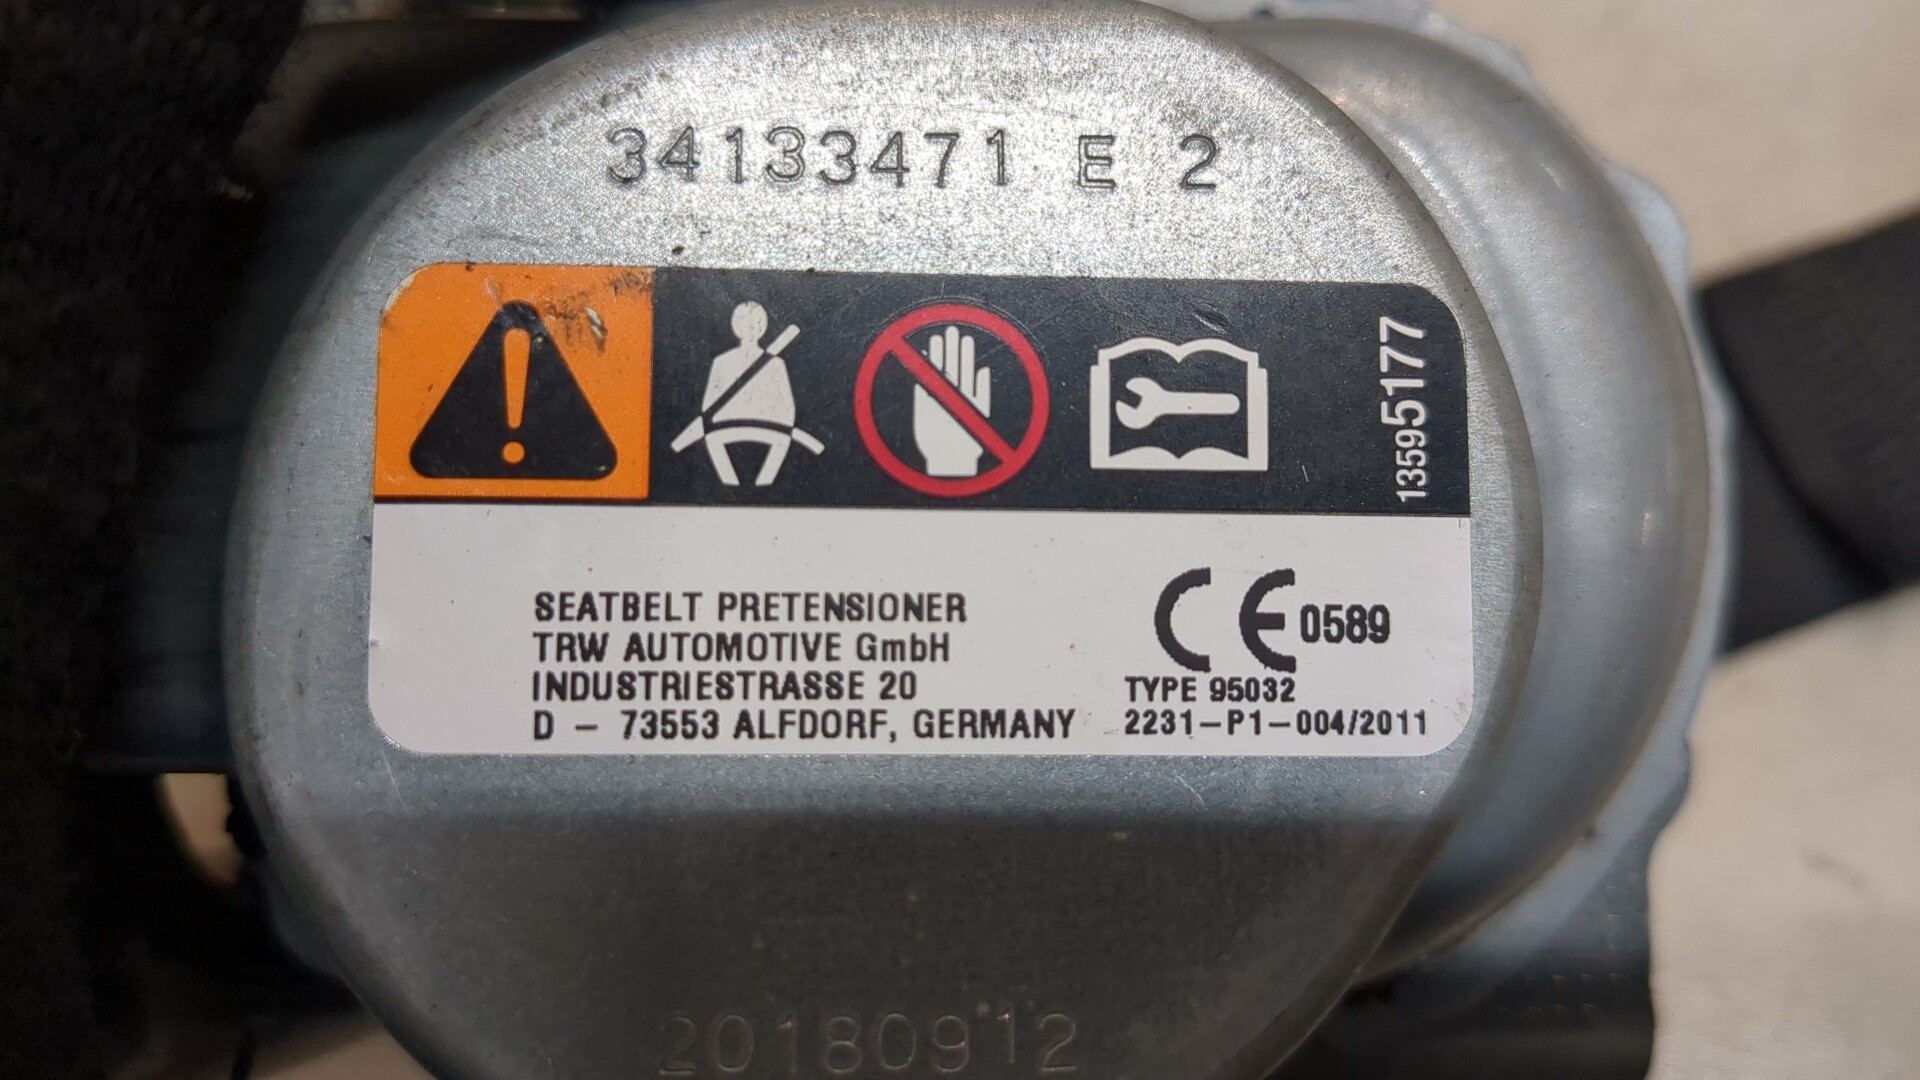 34133471 E 2
13595177
SEATBELT PRETENSIONER
TRW AUTOMOTIVE GmbH
INDUSTRIESTRASSE 20
D - 73553 ALFDORF, GERMANY
CE 0589
TYPE 95032
2231-P1-004/2011
20180912